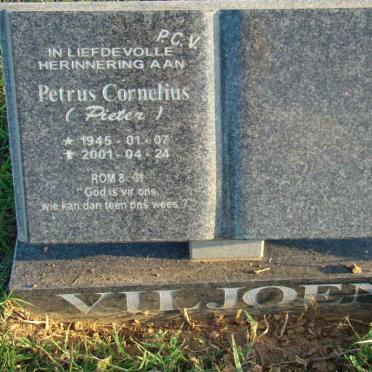 P.C.V.
IN LIEFDEVOLLE
HERINNERING AAN
Petrus Cornelius
( Pieter )
★ 1945 - 01 - 07
✝ 2001 - 04 - 24
ROM 8 - 31
" God is vir ons,
wie kan dan teen ons wees ?
VILJOEN